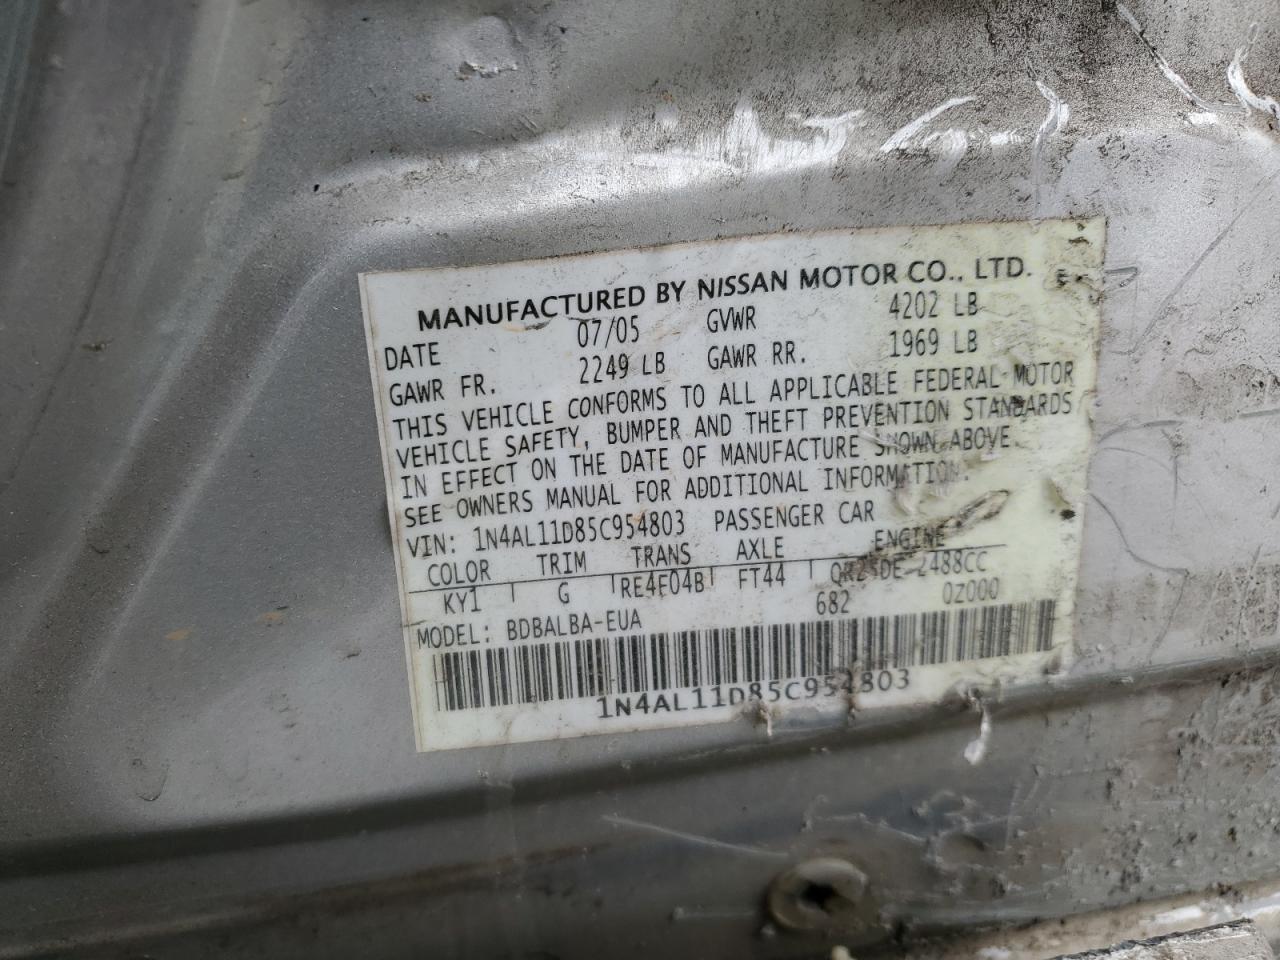 MANUFACTURED BY NISSAN MOTOR CO., LTD.
DATE 07/05 GVWR 4202 LB
GAWR FR. 2249 LB GAWR RR. 1969 LB
THIS VEHICLE CONFORMS TO ALL APPLICABLE FEDERAL MOTOR
VEHICLE SAFETY, BUMPER AND THEFT PREVENTION STANDARDS
IN EFFECT ON THE DATE OF MANUFACTURE SHOWN ABOVE.
SEE OWNERS MANUAL FOR ADDITIONAL INFORMATION.
VIN: 1N4AL11D85C954803 PASSENGER CAR
COLOR TRIM TRANS AXLE ENGINE
KY1 G RE4F04B FT44 QR25DE 2488CC
MODEL: BDBALBA-EUA 682 0Z000
1N4AL11D85C954803